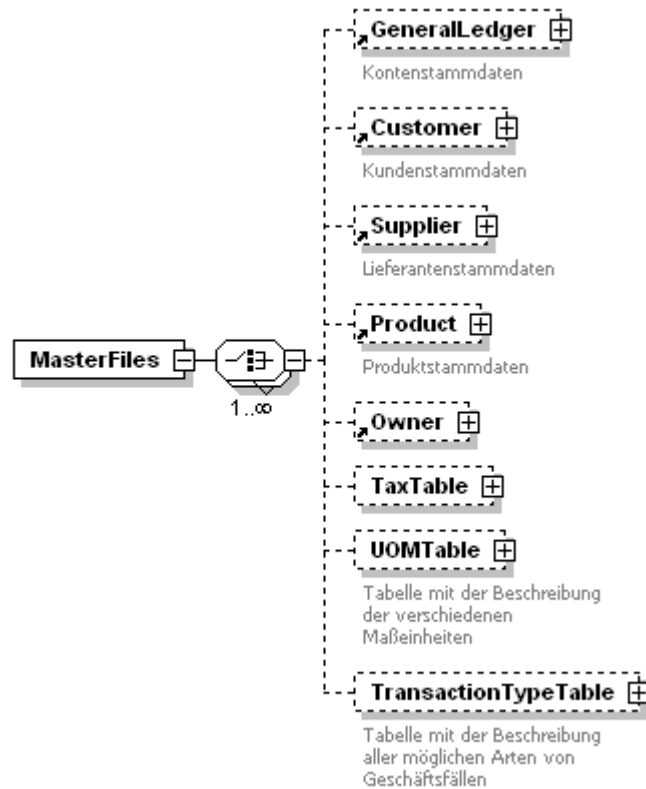 GeneralLedger
Kontenstammdaten
Customer
Kundenstammdaten
Supplier
Lieferantenstammdaten
Product
Produktstammdaten
MasterFiles
1..∞
Owner
TaxTable
UOMTable
Tabelle mit der Beschreibung
der verschiedenen
Maßeinheiten
TransactionTypeTable
Tabelle mit der Beschreibung
aller möglichen Arten von
Geschäftsfällen